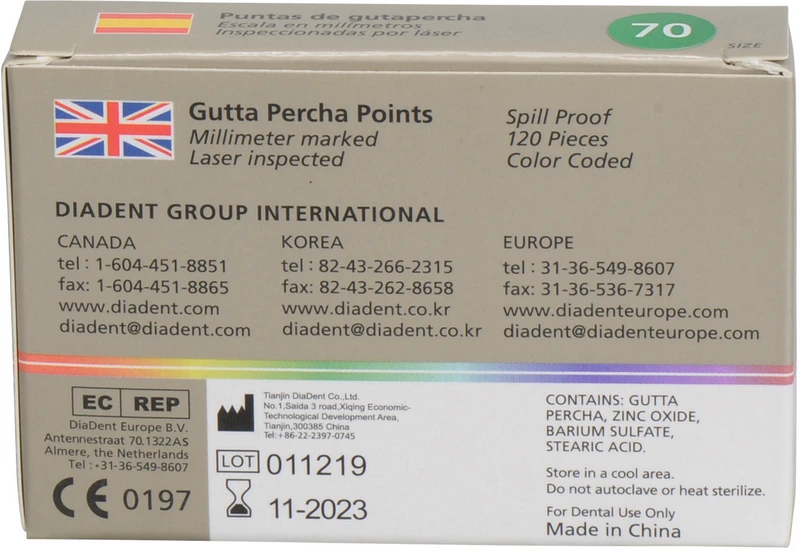 Puntas de gutapercha
Escala en milímetros
Inspeccionadas por láser
70
SIZE
Gutta Percha Points
Millimeter marked
Laser inspected
Spill Proof
120 Pieces
Color Coded
DIADENT GROUP INTERNATIONAL
CANADA
tel : 1-604-451-8851
fax: 1-604-451-8865
www.diadent.com
diadent@diadent.com
KOREA
tel : 82-43-266-2315
fax: 82-43-262-8658
www.diadent.co.kr
diadent@diadent.co.kr
EUROPE
tel : 31-36-549-8607
fax: 31-36-536-7317
www.diadenteurope.com
diadent@diadenteurope.com
EC REP
DiaDent Europe B.V.
Antennestraat 70.1322AS
Almere, the Netherlands
Tel : +31-36-549-8607
CE 0197
Tianjin DiaDent Co.,Ltd.
No.1,Saida 3 road,Xiqing Economic-
Technological Development Area,
Tianjin,300385 China
Tel:+86-22-2397-0745
LOT 011219
11-2023
CONTAINS: GUTTA
PERCHA, ZINC OXIDE,
BARIUM SULFATE,
STEARIC ACID.
Store in a cool area.
Do not autoclave or heat sterilize.
For Dental Use Only
Made in China